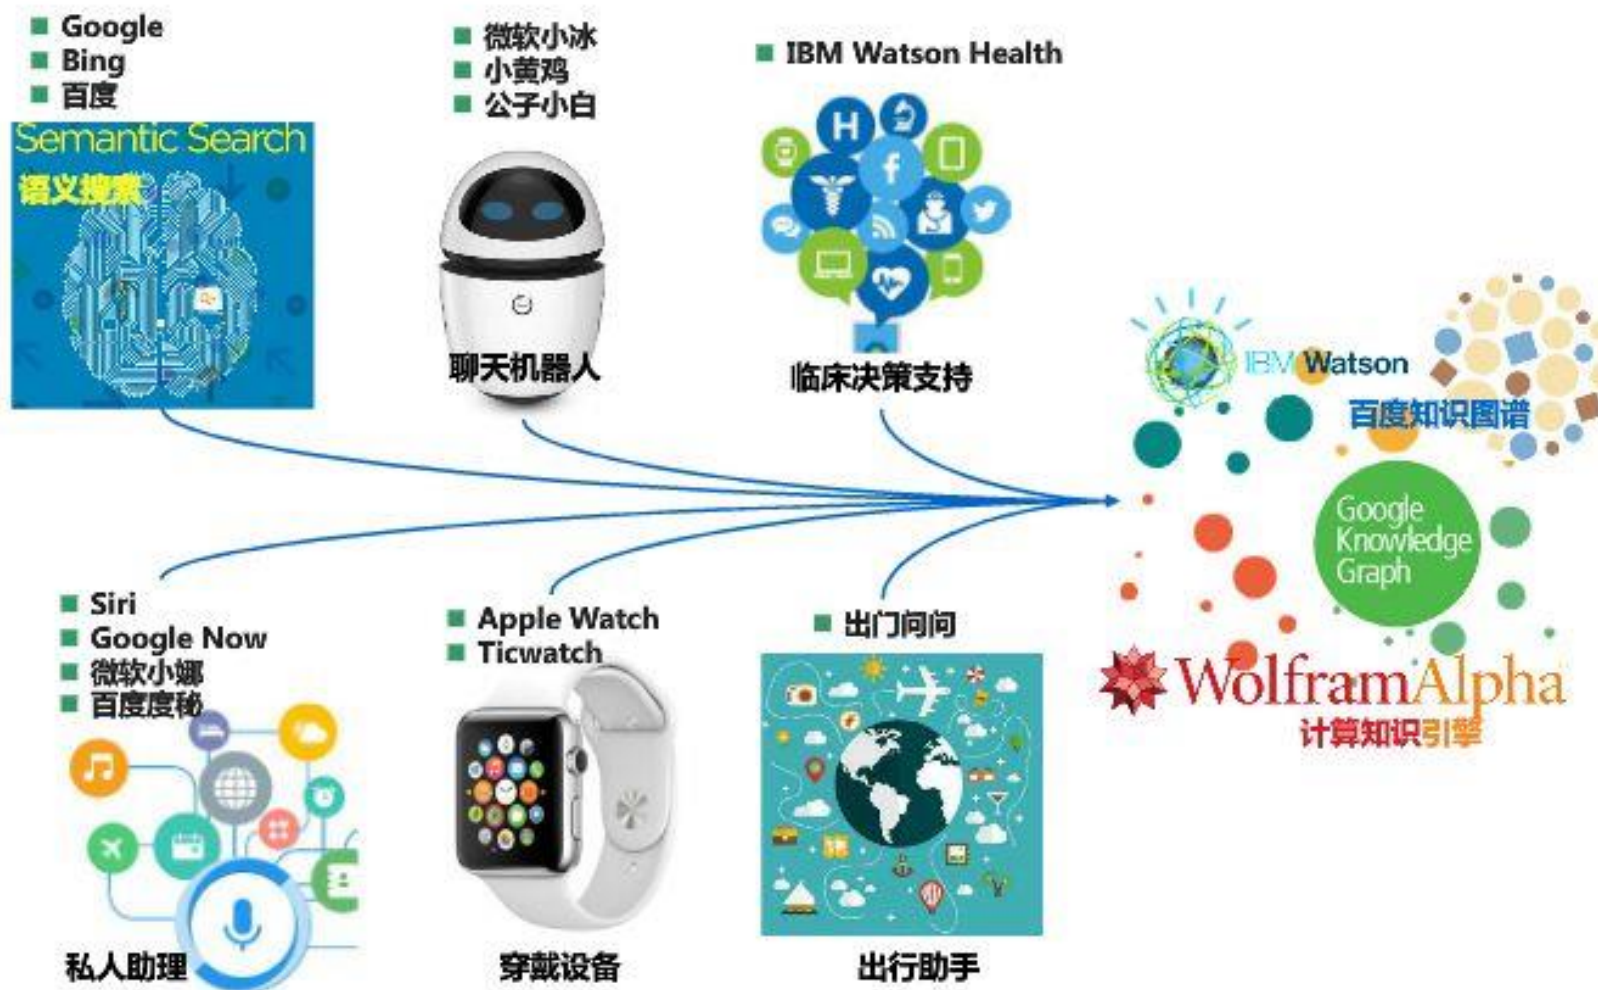 Google
Bing
百度
Semantic Search
语义搜索
微软小冰
小黄鸡
公子小白
聊天机器人
IBM Watson Health
H
f
临床决策支持
Siri
Google Now
微软小娜
百度度秘
私人助理
Apple Watch
Ticwatch
穿戴设备
出门问问
出行助手
IBM Watson
百度知识图谱
Google
Knowledge
Graph
WolframAlpha
计算知识引擎